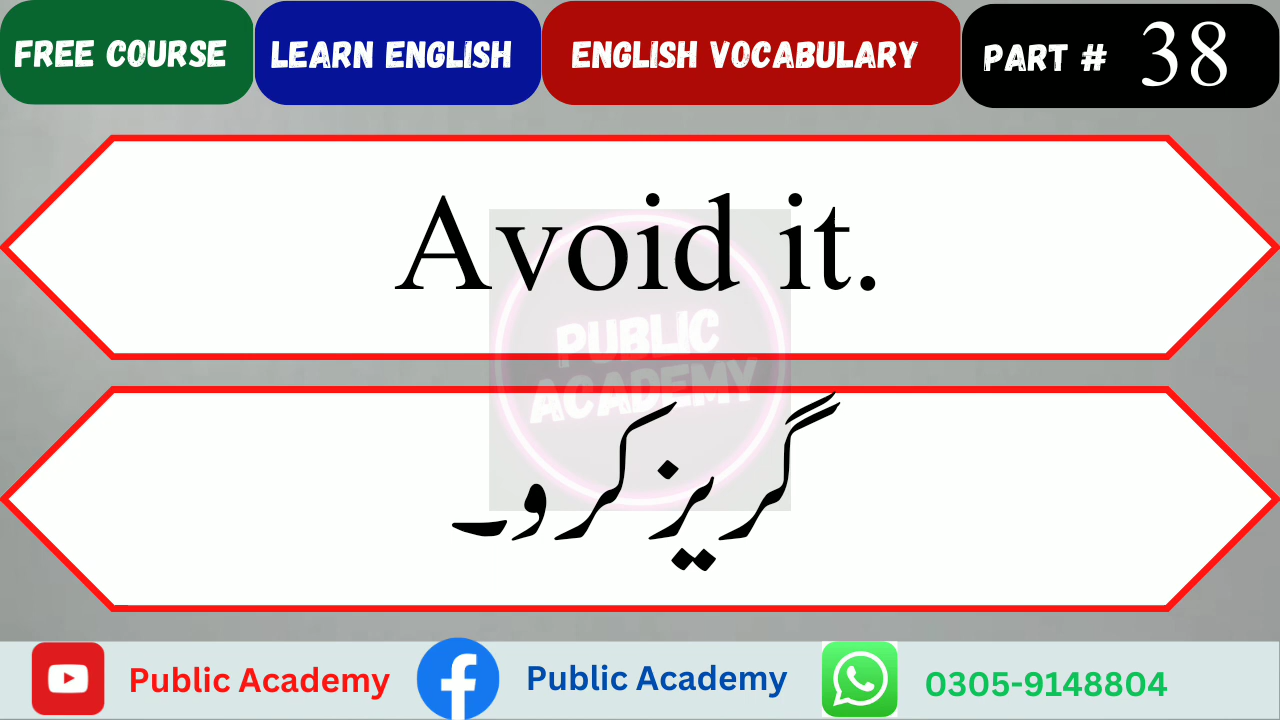 FREE COURSE
LEARN ENGLISH
ENGLISH VOCABULARY
PART # 38
Avoid it.
PUBLIC
ACADEMY
گریز کرو۔
Public Academy
Public Academy
0305-9148804